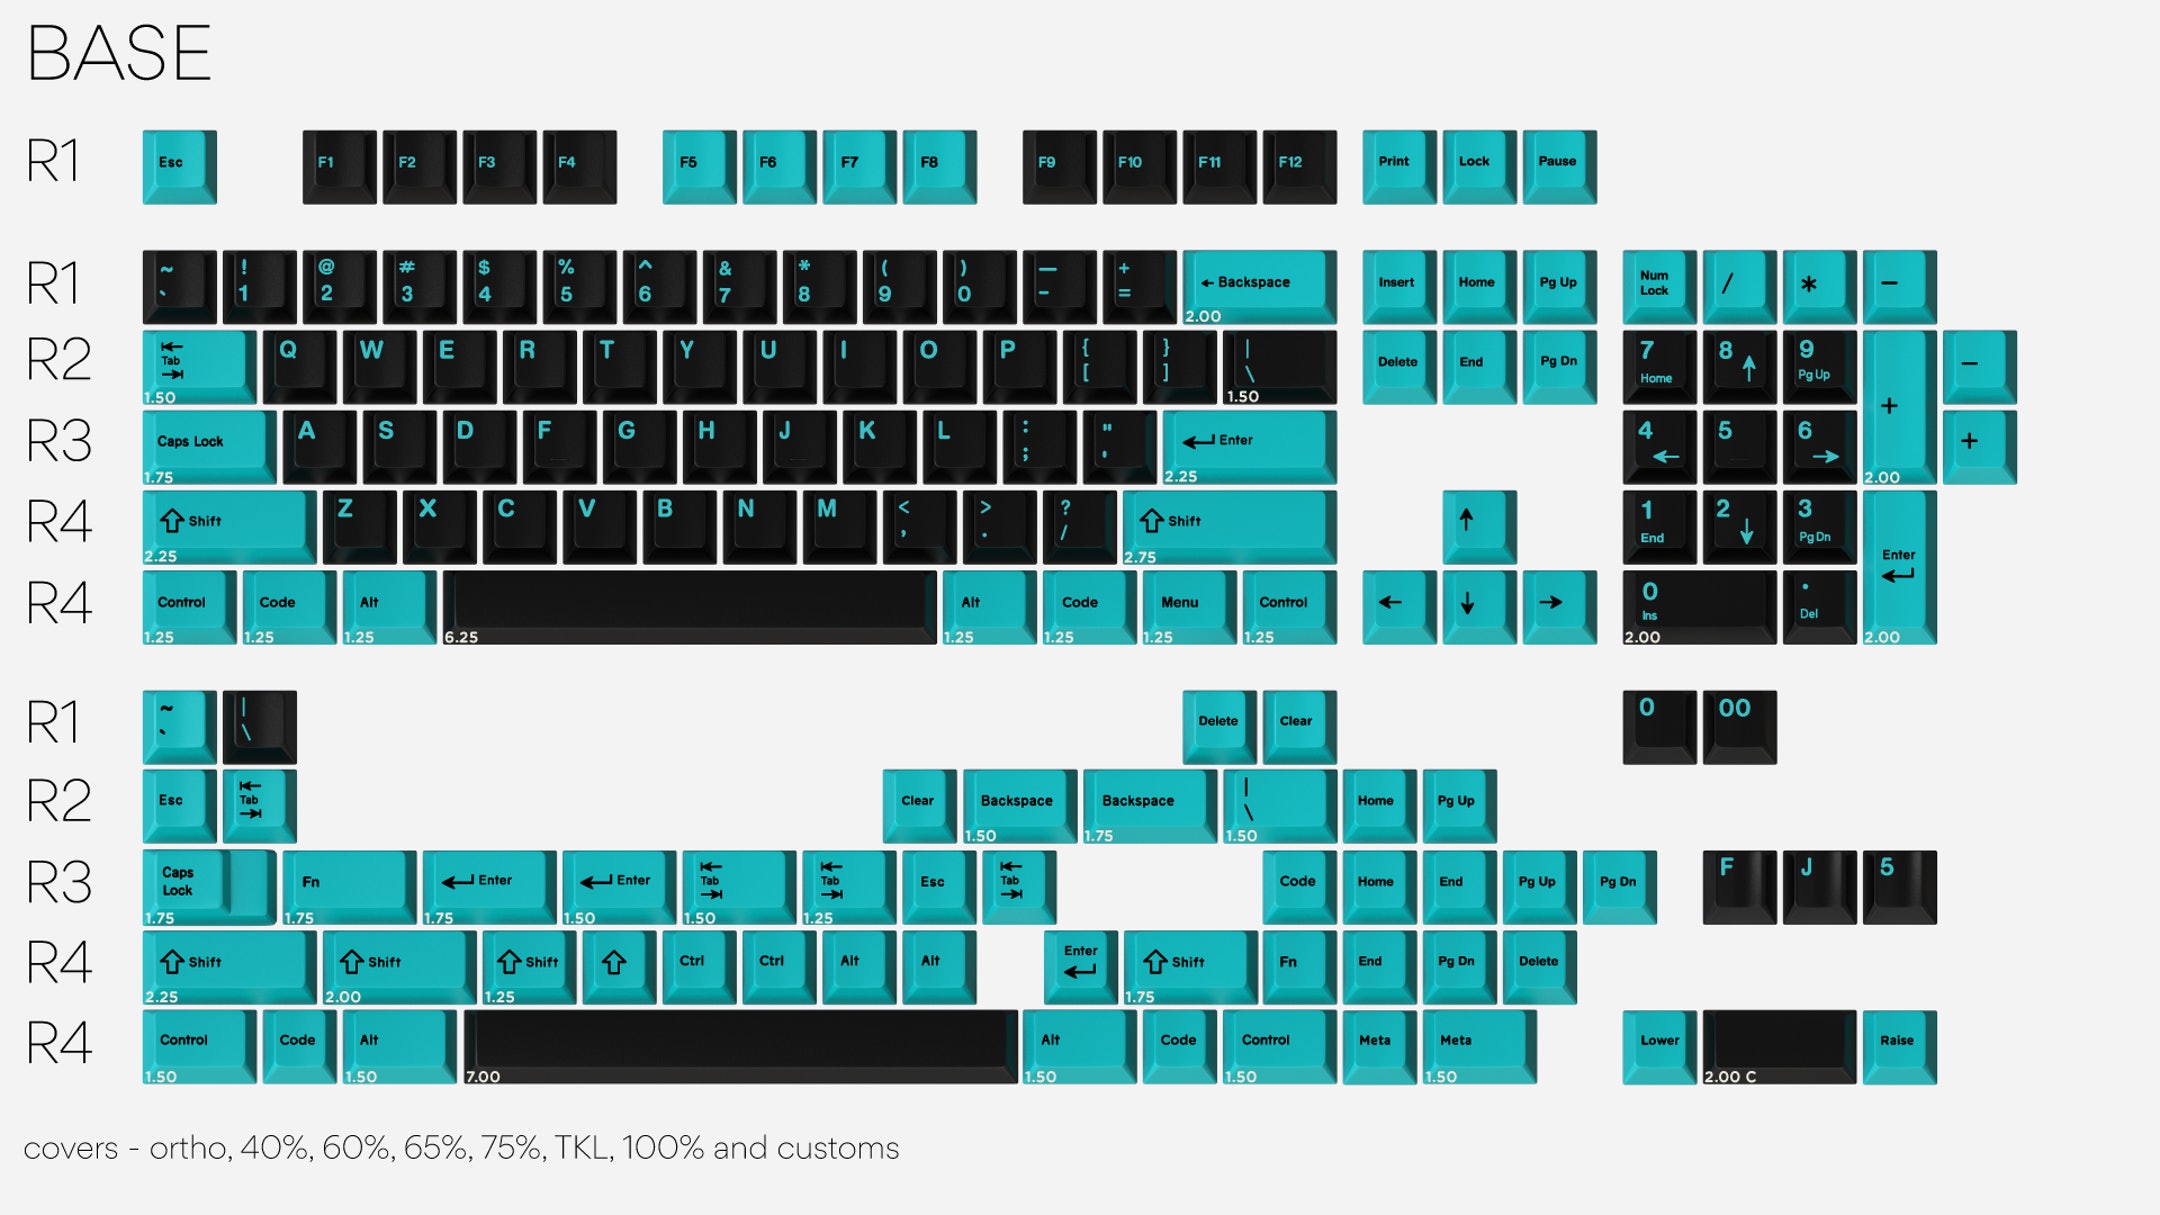 BASE
R1 Esc F1 F2 F3 F4 F5 F6 F7 F8 F9 F10 F11 F12 Print Lock Pause
R1 ~ ` ! 1 @ 2 # 3 $ 4 % 5 ^ 6 & 7 * 8 ( 9 ) 0 — - + = ← Backspace 2.00 Insert Home Pg Up Num Lock / * −
R2 Tab 1.50 Q W E R T Y U I O P { [ } ] | \ 1.50 Delete End Pg Dn 7 Home 8 ↑ 9 Pg Up + 2.00 −
R3 Caps Lock 1.75 A S D F G H J K L : ; " ' Enter 2.25 4 ← 5 6 → +
R4 Shift 2.25 Z X C V B N M < , > . ? / Shift 2.75 ↑ 1 End 2 ↓ 3 Pg Dn Enter 2.00
R4 Control 1.25 Code 1.25 Alt 1.25 6.25 Alt 1.25 Code 1.25 Menu 1.25 Control 1.25 ← ↓ → 0 Ins 2.00 . Del
R1 ~ ` | \ Delete Clear 0 00
R2 Esc Tab Clear Backspace 1.50 Backspace 1.75 | \ 1.50 Home Pg Up
R3 Caps Lock 1.75 Fn 1.75 Enter 1.75 Enter 1.50 Tab 1.50 Tab 1.25 Esc Tab Code Home End Pg Up Pg Dn F J 5
R4 Shift 2.25 Shift 2.00 Shift 1.25 Ctrl Ctrl Alt Alt Enter Shift 1.75 Fn End Pg Dn Delete
R4 Control 1.50 Code Alt 1.50 7.00 Alt 1.50 Code Control 1.50 Meta Meta 1.50 Lower 2.00 C Raise
covers - ortho, 40%, 60%, 65%, 75%, TKL, 100% and customs